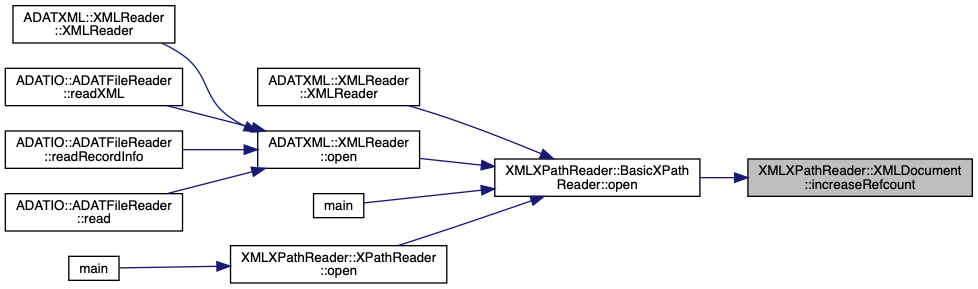 ADATXML::XMLReader
::XMLReader
ADATIO::ADATFileReader
::readXML
ADATIO::ADATFileReader
::readRecordInfo
ADATIO::ADATFileReader
::read
main
ADATXML::XMLReader
::XMLReader
ADATXML::XMLReader
::open
main
XMLXPathReader::XPathReader
::open
XMLXPathReader::BasicXPath
Reader::open
XMLXPathReader::XMLDocument
::increaseRefcount